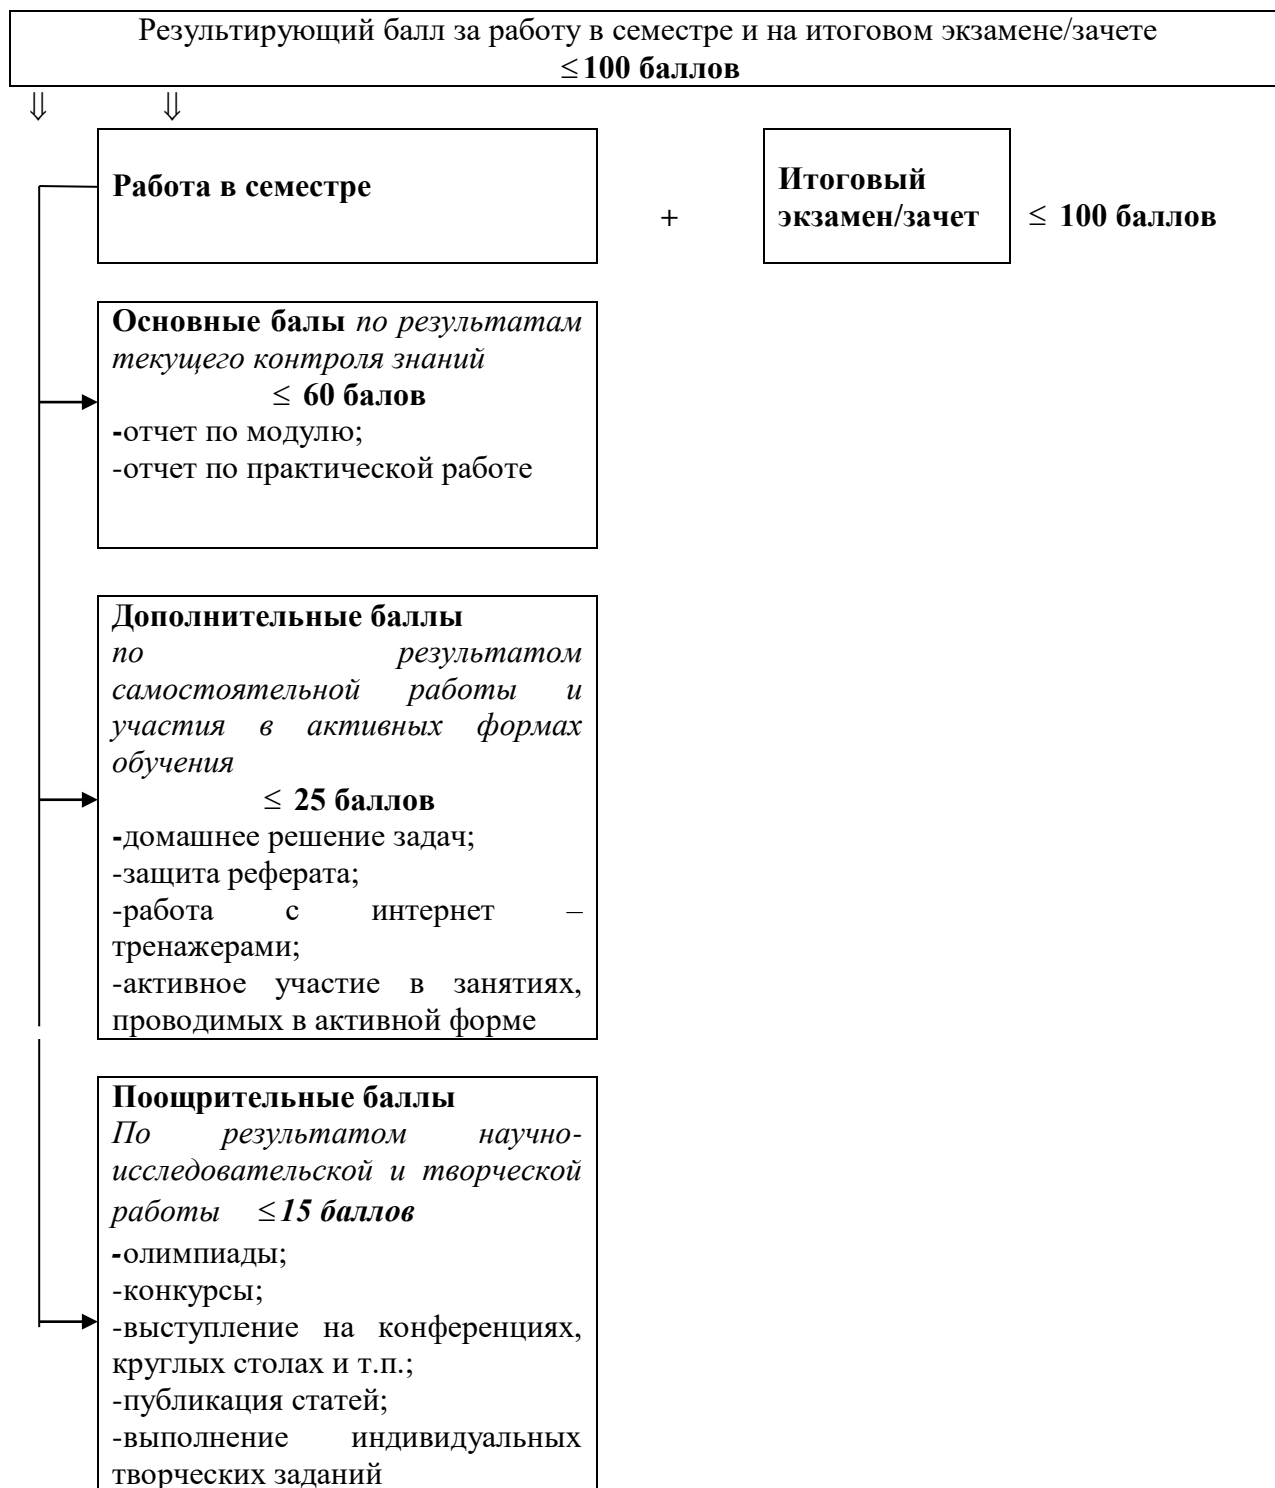 Результирующий балл за работу в семестре и на итоговом экзамене/зачете
≤ 100 баллов
⇓ ⇓
Работа в семестре
+
Итоговый
экзамен/зачет
≤ 100 баллов
Основные балы по результатам
текущего контроля знаний
≤ 60 балов
-отчет по модулю;
-отчет по практической работе
Дополнительные баллы
по результатом
самостоятельной работы и
участия в активных формах
обучения
≤ 25 баллов
-домашнее решение задач;
-защита реферата;
-работа с интернет –
тренажерами;
-активное участие в занятиях,
проводимых в активной форме
Поощрительные баллы
По результатом научно-
исследовательской и творческой
работы ≤ 15 баллов
-олимпиады;
-конкурсы;
-выступление на конференциях,
круглых столах и т.п.;
-публикация статей;
-выполнение индивидуальных
творческих заданий